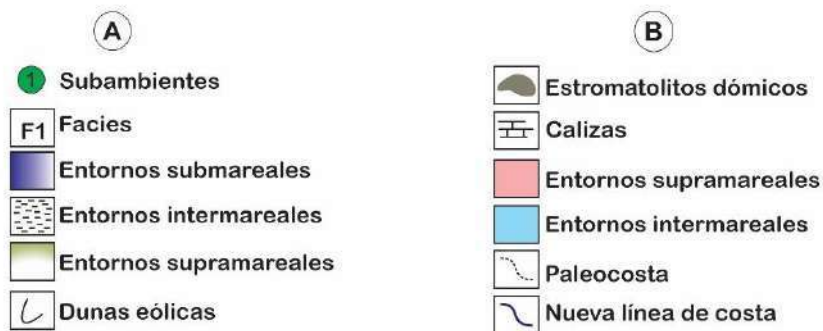 A
1 Subambientes
F1 Facies
Entornos submareales
Entornos intermareales
Entornos supramareales
Dunas eólicas
B
Estromatolitos dómicos
Calizas
Entornos supramareales
Entornos intermareales
Paleocosta
Nueva línea de costa